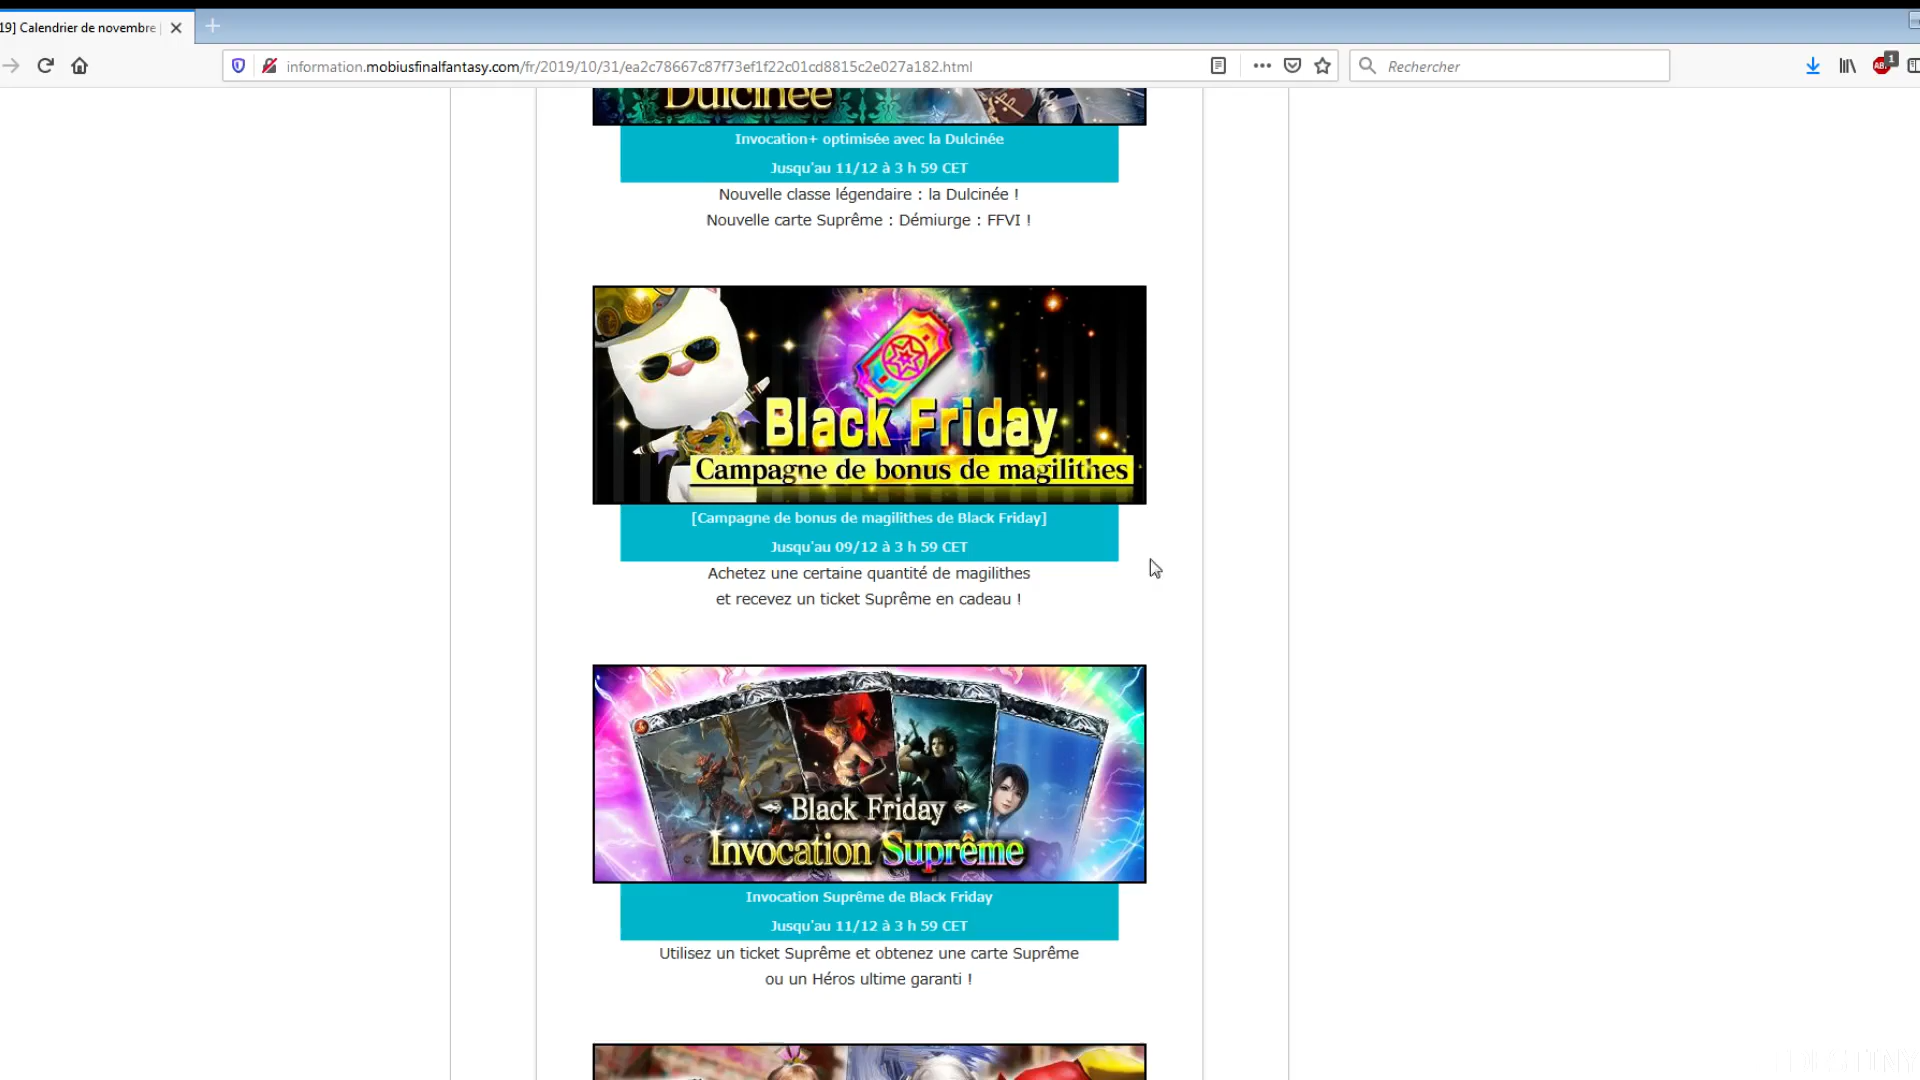 19] Calendrier de novembre |
information.mobiusfinalfantasy.com/fr/2019/10/31/ea2c78667c87f73ef1f22c01cd8815c2e027a182.html
Rechercher
ABP
1
Dulcinée
Invocation+ optimisée avec la Dulcinée
Jusqu'au 11/12 à 3 h 59 CET
Nouvelle classe légendaire : la Dulcinée !
Nouvelle carte Suprême : Démiurge : FFVI !
Black Friday
Campagne de bonus de magilithes
[Campagne de bonus de magilithes de Black Friday]
Jusqu'au 09/12 à 3 h 59 CET
Achetez une certaine quantité de magilithes
et recevez un ticket Suprême en cadeau !
Black Friday
Invocation Suprême
Invocation Suprême de Black Friday
Jusqu'au 11/12 à 3 h 59 CET
Utilisez un ticket Suprême et obtenez une carte Suprême
ou un Héros ultime garanti !